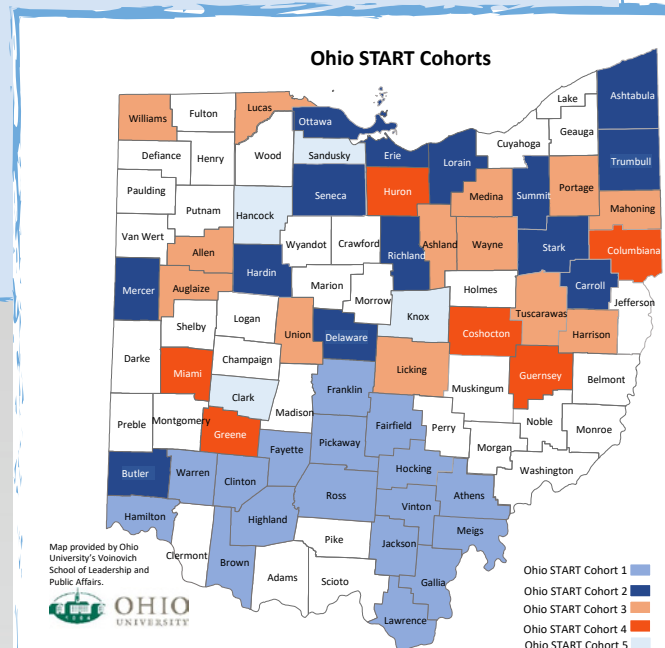 Ohio START Cohorts
Ashtabula
Lake
Lucas
Williams
Fulton
Ottawa
Geauga
Cuyahoga
Defiance
Henry
Wood
Sandusky
Erie
Lorain
Trumbull
Paulding
Seneca
Huron
Medina
Summit
Portage
Putnam
Hancock
Mahoning
Van Wert
Wyandot
Crawford
Richland
Ashland
Wayne
Stark
Columbiana
Allen
Hardin
Mercer
Auglaize
Marion
Morrow
Holmes
Carroll
Jefferson
Logan
Union
Knox
Tuscarawas
Shelby
Delaware
Coshocton
Harrison
Darke
Miami
Champaign
Licking
Guernsey
Belmont
Franklin
Muskingum
Clark
Madison
Preble
Montgomery
Greene
Fairfield
Perry
Noble
Monroe
Pickaway
Morgan
Fayette
Washington
Butler
Warren
Clinton
Hocking
Ross
Athens
Vinton
Hamilton
Highland
Meigs
Pike
Jackson
Clermont
Brown
Adams
Scioto
Gallia
Lawrence
Map provided by Ohio
University's Voinovich
School of Leadership and
Public Affairs.
1804
OHIO
UNIVERSITY
Ohio START Cohort 1
Ohio START Cohort 2
Ohio START Cohort 3
Ohio START Cohort 4
Ohio START Cohort 5